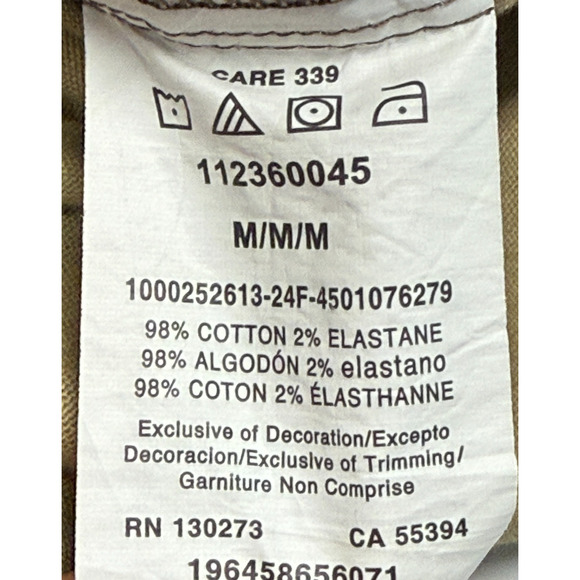 CARE 339
112360045
M/M/M
1000252613-24F-4501076279
98% COTTON 2% ELASTANE
98% ALGODÓN 2% elastano
98% COTON 2% ÉLASTHANNE
Exclusive of Decoration/Excepto
Decoracion/Exclusive of Trimming/
Garniture Non Comprise
RN 130273 CA 55394
196458656071